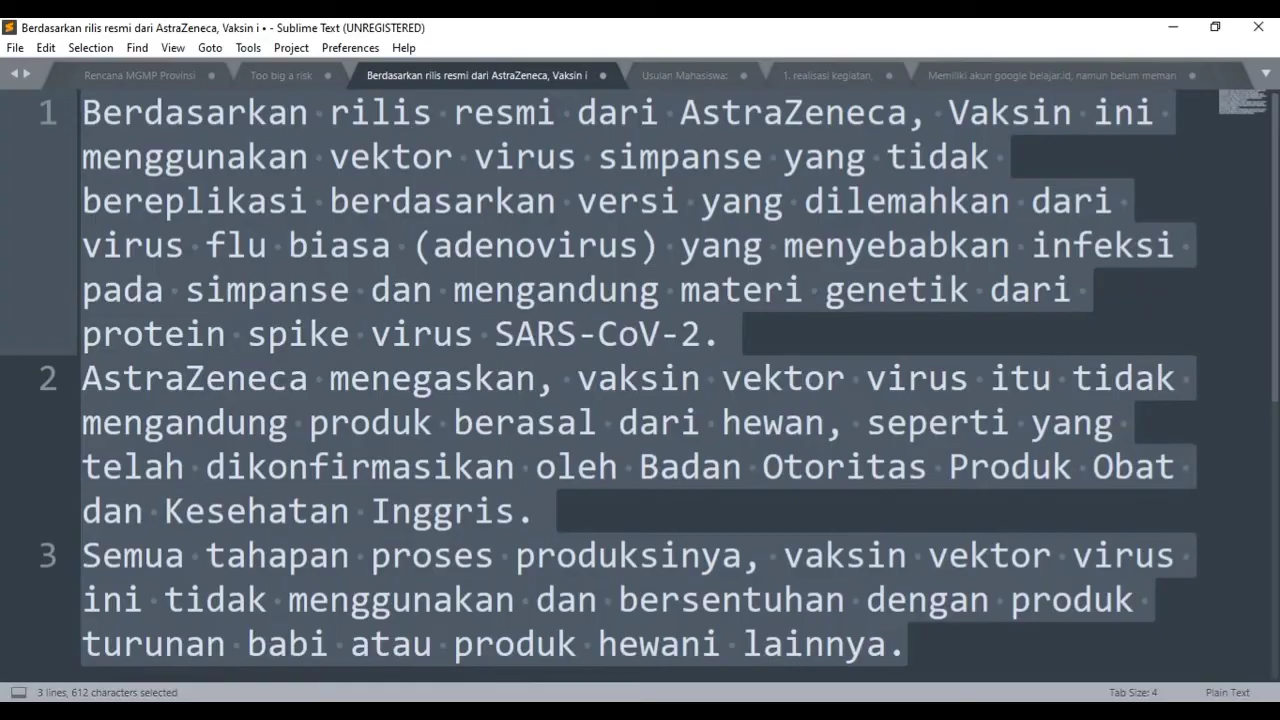 Berdasarkan rilis resmi dari AstraZeneca, Vaksin i • - Sublime Text (UNREGISTERED)
File Edit Selection Find View Goto Tools Project Preferences Help
Rencana MGMP Provinsi Too big a risk Berdasarkan rilis resmi dari AstraZeneca, Vaksin i Usulan Mahasiswa: 1. realisasi kegiatan, Memiliki akun google belajar.id, namun belum meman
1 Berdasarkan rilis resmi dari AstraZeneca, Vaksin ini
menggunakan vektor virus simpanse yang tidak
bereplikasi berdasarkan versi yang dilemahkan dari
virus flu biasa (adenovirus) yang menyebabkan infeksi
pada simpanse dan mengandung materi genetik dari
protein spike virus SARS-CoV-2.
2 AstraZeneca menegaskan, vaksin vektor virus itu tidak
mengandung produk berasal dari hewan, seperti yang
telah dikonfirmasikan oleh Badan Otoritas Produk Obat
dan Kesehatan Inggris.
3 Semua tahapan proses produksinya, vaksin vektor virus
ini tidak menggunakan dan bersentuhan dengan produk
turunan babi atau produk hewani lainnya.
3 lines, 612 characters selected Tab Size: 4 Plain Text